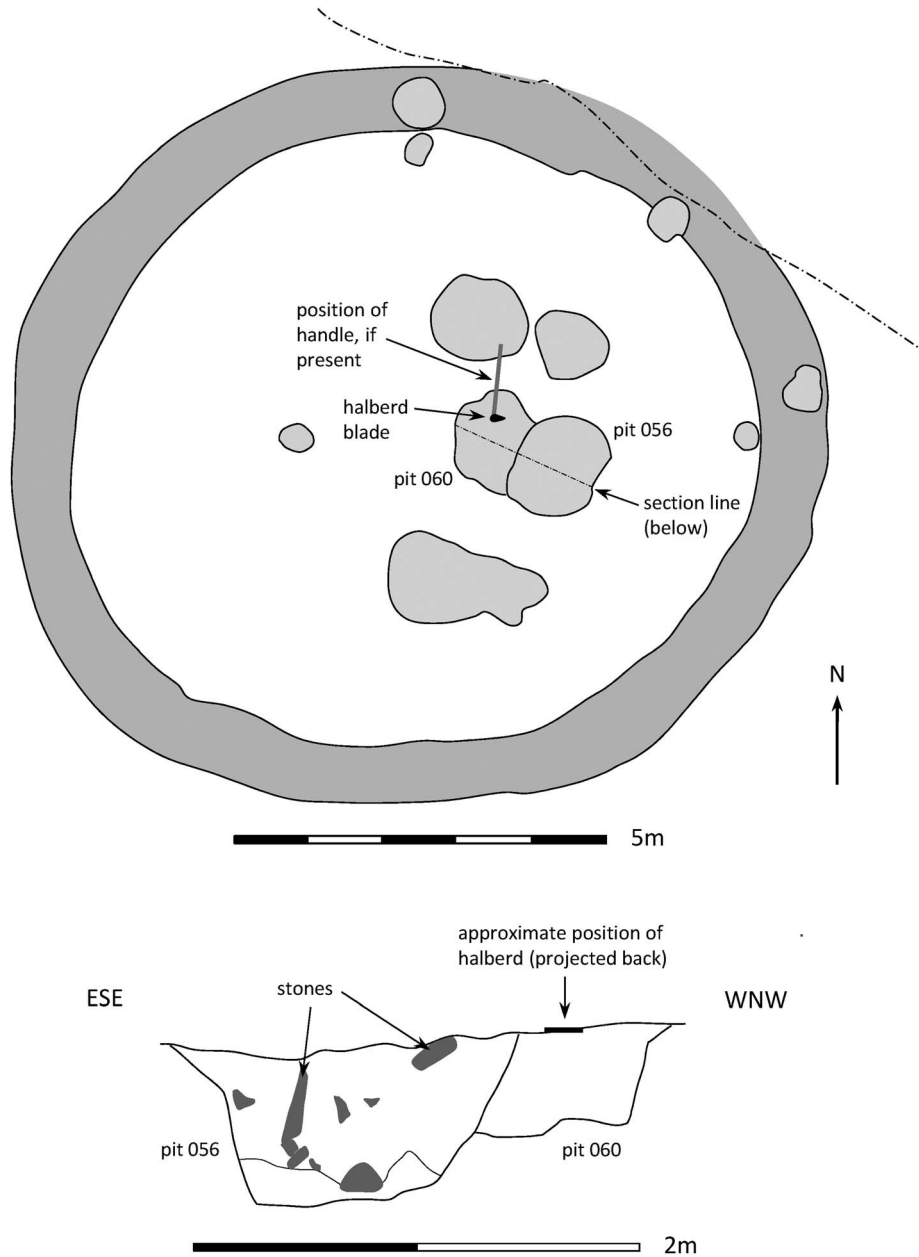 position of
handle, if
present
halberd
blade
pit 056
pit 060
section line
(below)
N
5m
approximate position of
halberd (projected back)
ESE
stones
WNW
pit 056
pit 060
2m